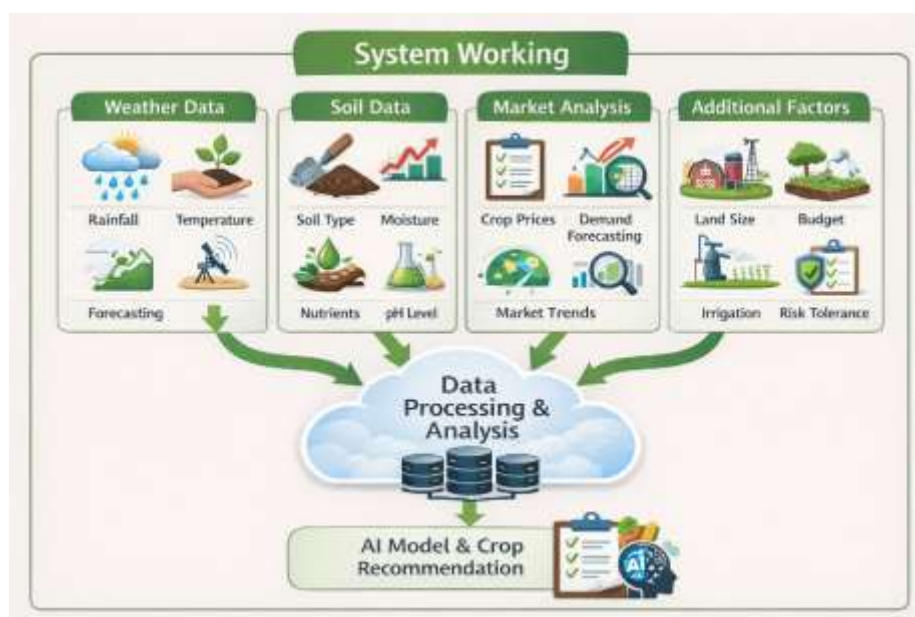 System Working
Weather Data
Rainfall
Temperature
Forecasting
Soil Data
Soil Type
Moisture
Nutrients
pH Level
Market Analysis
Crop Prices
Demand
Forecasting
Market Trends
Additional Factors
Land Size
Budget
Irrigation
Risk Tolerance
Data
Processing &
Analysis
AI Model & Crop
Recommendation
AI